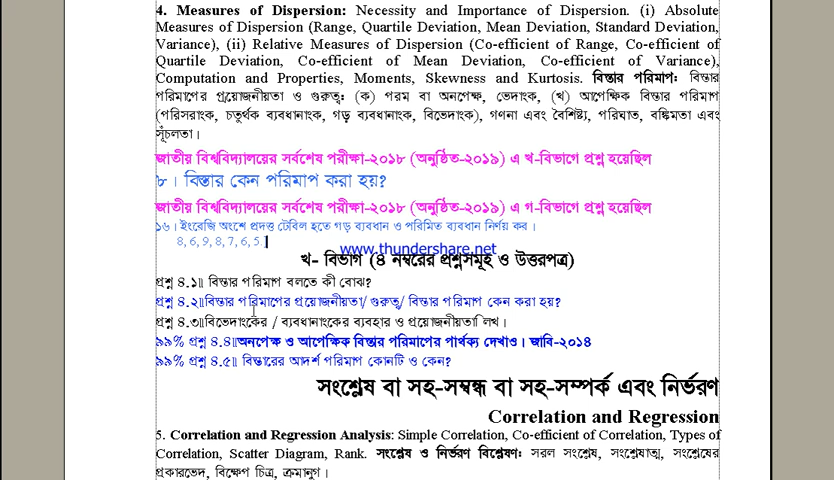 4. Measures of Dispersion: Necessity and Importance of Dispersion. (i) Absolute
Measures of Dispersion (Range, Quartile Deviation, Mean Deviation, Standard Deviation,
Variance), (ii) Relative Measures of Dispersion (Co-efficient of Range, Co-efficient of
Quartile Deviation, Co-efficient of Mean Deviation, Co-efficient of Variance),
Computation and Properties, Moments, Skewness and Kurtosis. বিস্তার পরিমাপ: বিস্তার
পরিমাপের প্রয়োজনীয়তা ও গুরুত্ব: (ক) পরম বা অনপেক্ষ, ভেদাংক, (খ) আপেক্ষিক বিস্তার পরিমাপ
(পরিসরাংক, চতুর্থক ব্যবধানাংক, গড় ব্যবধানাংক, বিভেদাংক), গণনা এবং বৈশিষ্ট্য, পরিঘাত, বঙ্কিমতা এবং
সূঁচলতা।
জাতীয় বিশ্ববিদ্যালয়ের সর্বশেষ পরীক্ষা-২০১৮ (অনুষ্ঠিত-২০১৯) এ খ-বিভাগে প্রশ্ন হয়েছিল
৮। বিস্তার কেন পরিমাপ করা হয়?
জাতীয় বিশ্ববিদ্যালয়ের সর্বশেষ পরীক্ষা-২০১৮ (অনুষ্ঠিত-২০১৯) এ গ-বিভাগে প্রশ্ন হয়েছিল
১৬। ইংরেজি অংশে প্রদত্ত টেবিল হতে গড় ব্যবধান ও পরিমিত ব্যবধান নির্ণয় কর।
8, 6, 9, 8, 7, 6, 5.]
www.thundershare.net
খ- বিভাগ (৪ নম্বরের প্রশ্নসমূহ ও উত্তরপত্র)
প্রশ্ন ৪.১॥ বিস্তার পরিমাপ বলতে কী বোঝ?
প্রশ্ন ৪.২॥বিস্তার পরিমাপের প্রয়োজনীয়তা/ গুরুত্ব/ বিস্তার পরিমাপ কেন করা হয়?
প্রশ্ন ৪.৩॥বিভেদাংকের / ব্যবধানাংকের ব্যবহার ও প্রয়োজনীয়তা লিখ।
৯৯% প্রশ্ন ৪.৪॥অনপেক্ষ ও আপেক্ষিক বিস্তার পরিমাপের পার্থক্য দেখাও। জাবি-২০১৪
৯৯% প্রশ্ন ৪.৫॥ বিস্তারের আদর্শ পরিমাপ কোনটি ও কেন?
সংশ্লেষ বা সহ-সম্বন্ধ বা সহ-সম্পর্ক এবং নির্ভরণ
Correlation and Regression
5. Correlation and Regression Analysis: Simple Correlation, Co-efficient of Correlation, Types of
Correlation, Scatter Diagram, Rank. সংশ্লেষ ও নির্ভরণ বিশ্লেষণ: সরল সংশ্লেষ, সংশ্লেষাঙ্ক, সংশ্লেষের
প্রকারভেদ, বিক্ষেপ চিত্র, ক্রমানুগ।